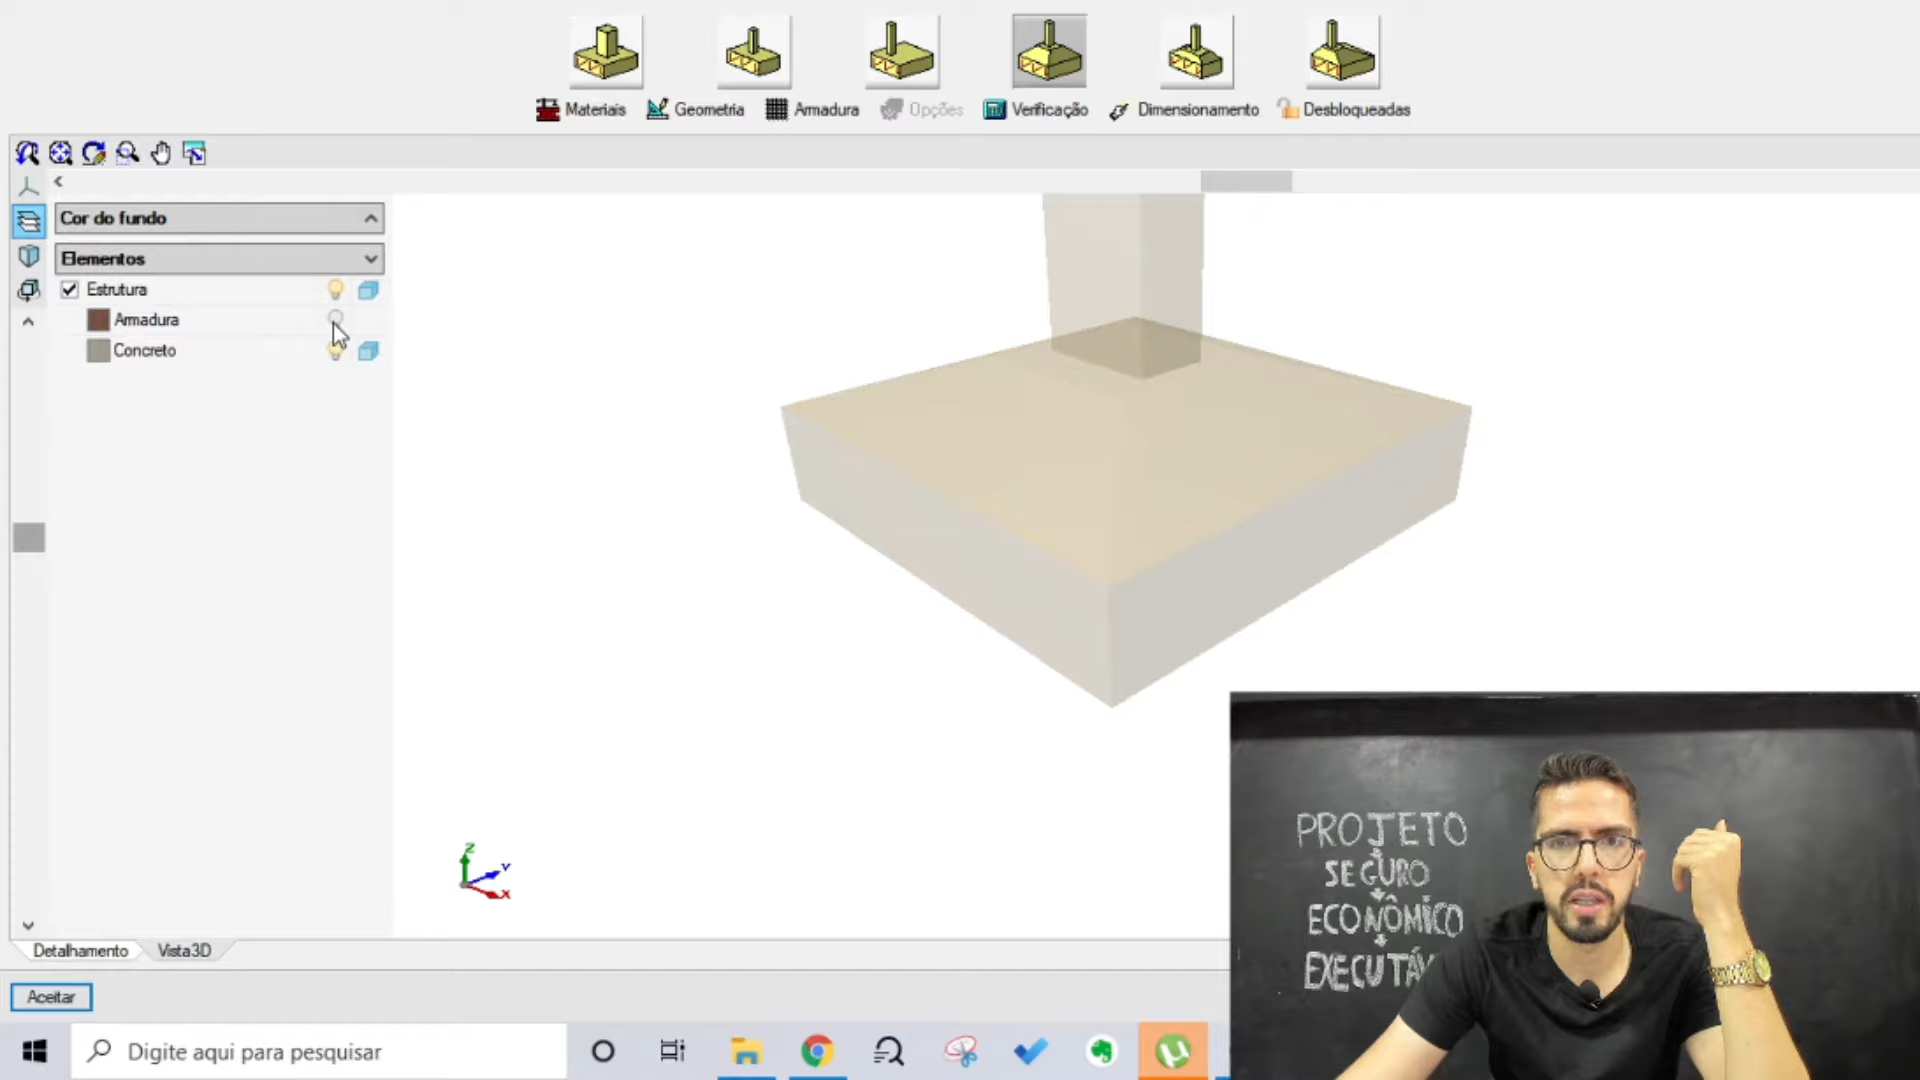 Materiais Geometria Armadura Opções Verificação Dimensionamento Desbloqueadas
Cor do fundo
Elementos
Estrutura
Armadura
Concreto
Z
Y
X
Detalhamento Vista3D
Aceitar
Digite aqui para pesquisar
PROJETO
SEGURO
ECONÔMICO